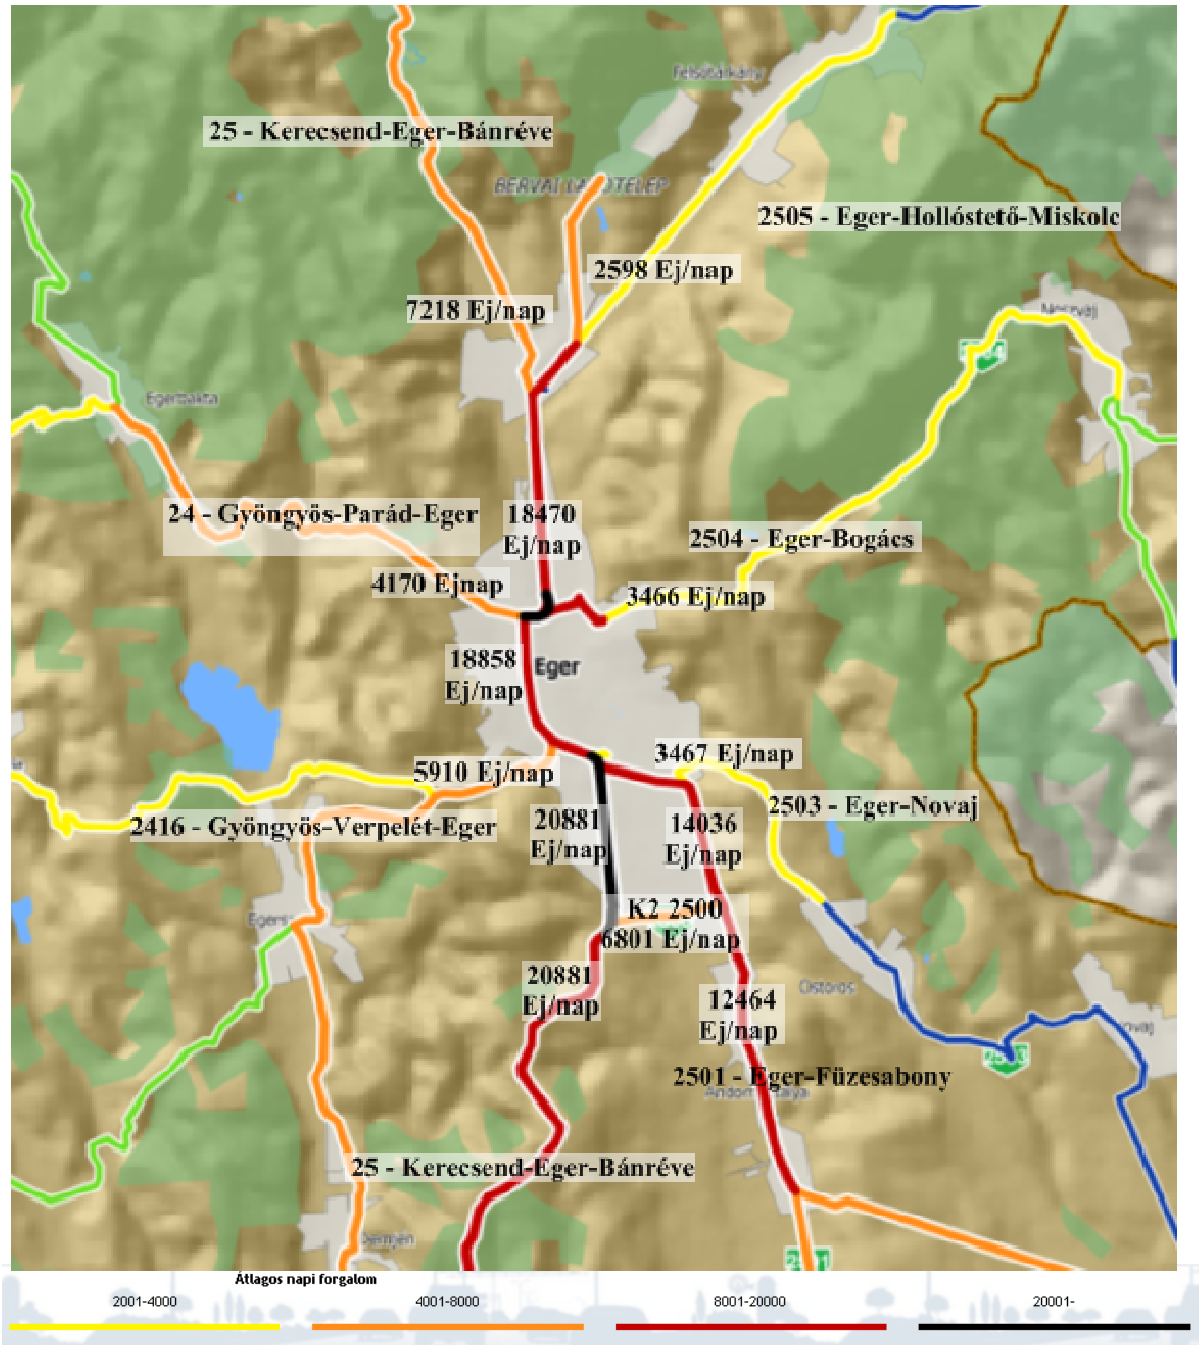 Felsőtárkány
25 - Kerecsend-Eger-Bánréve
2505 - Eger-Hollóstető-Miskolc
2598 Ej/nap
7218 Ej/nap
Noszvaj
Egerbakta
24 - Gyöngyös-Parád-Eger
18470
Ej/nap
2504 - Eger-Bogács
4170 Ejnap
3466 Ej/nap
18858
Ej/nap
Eger
3467 Ej/nap
5910 Ej/nap
2503 - Eger-Novaj
2416 - Gyöngyös-Verpelét-Eger
20881
Ej/nap
14036
Ej/nap
K2 2500
6801 Ej/nap
20881
Ej/nap
Ostoros
12464
Ej/nap
2501 - Eger-Füzesabony
25 - Kerecsend-Eger-Bánréve
Demjén
Átlagos napi forgalom
2001-4000
4001-8000
8001-20000
20001-